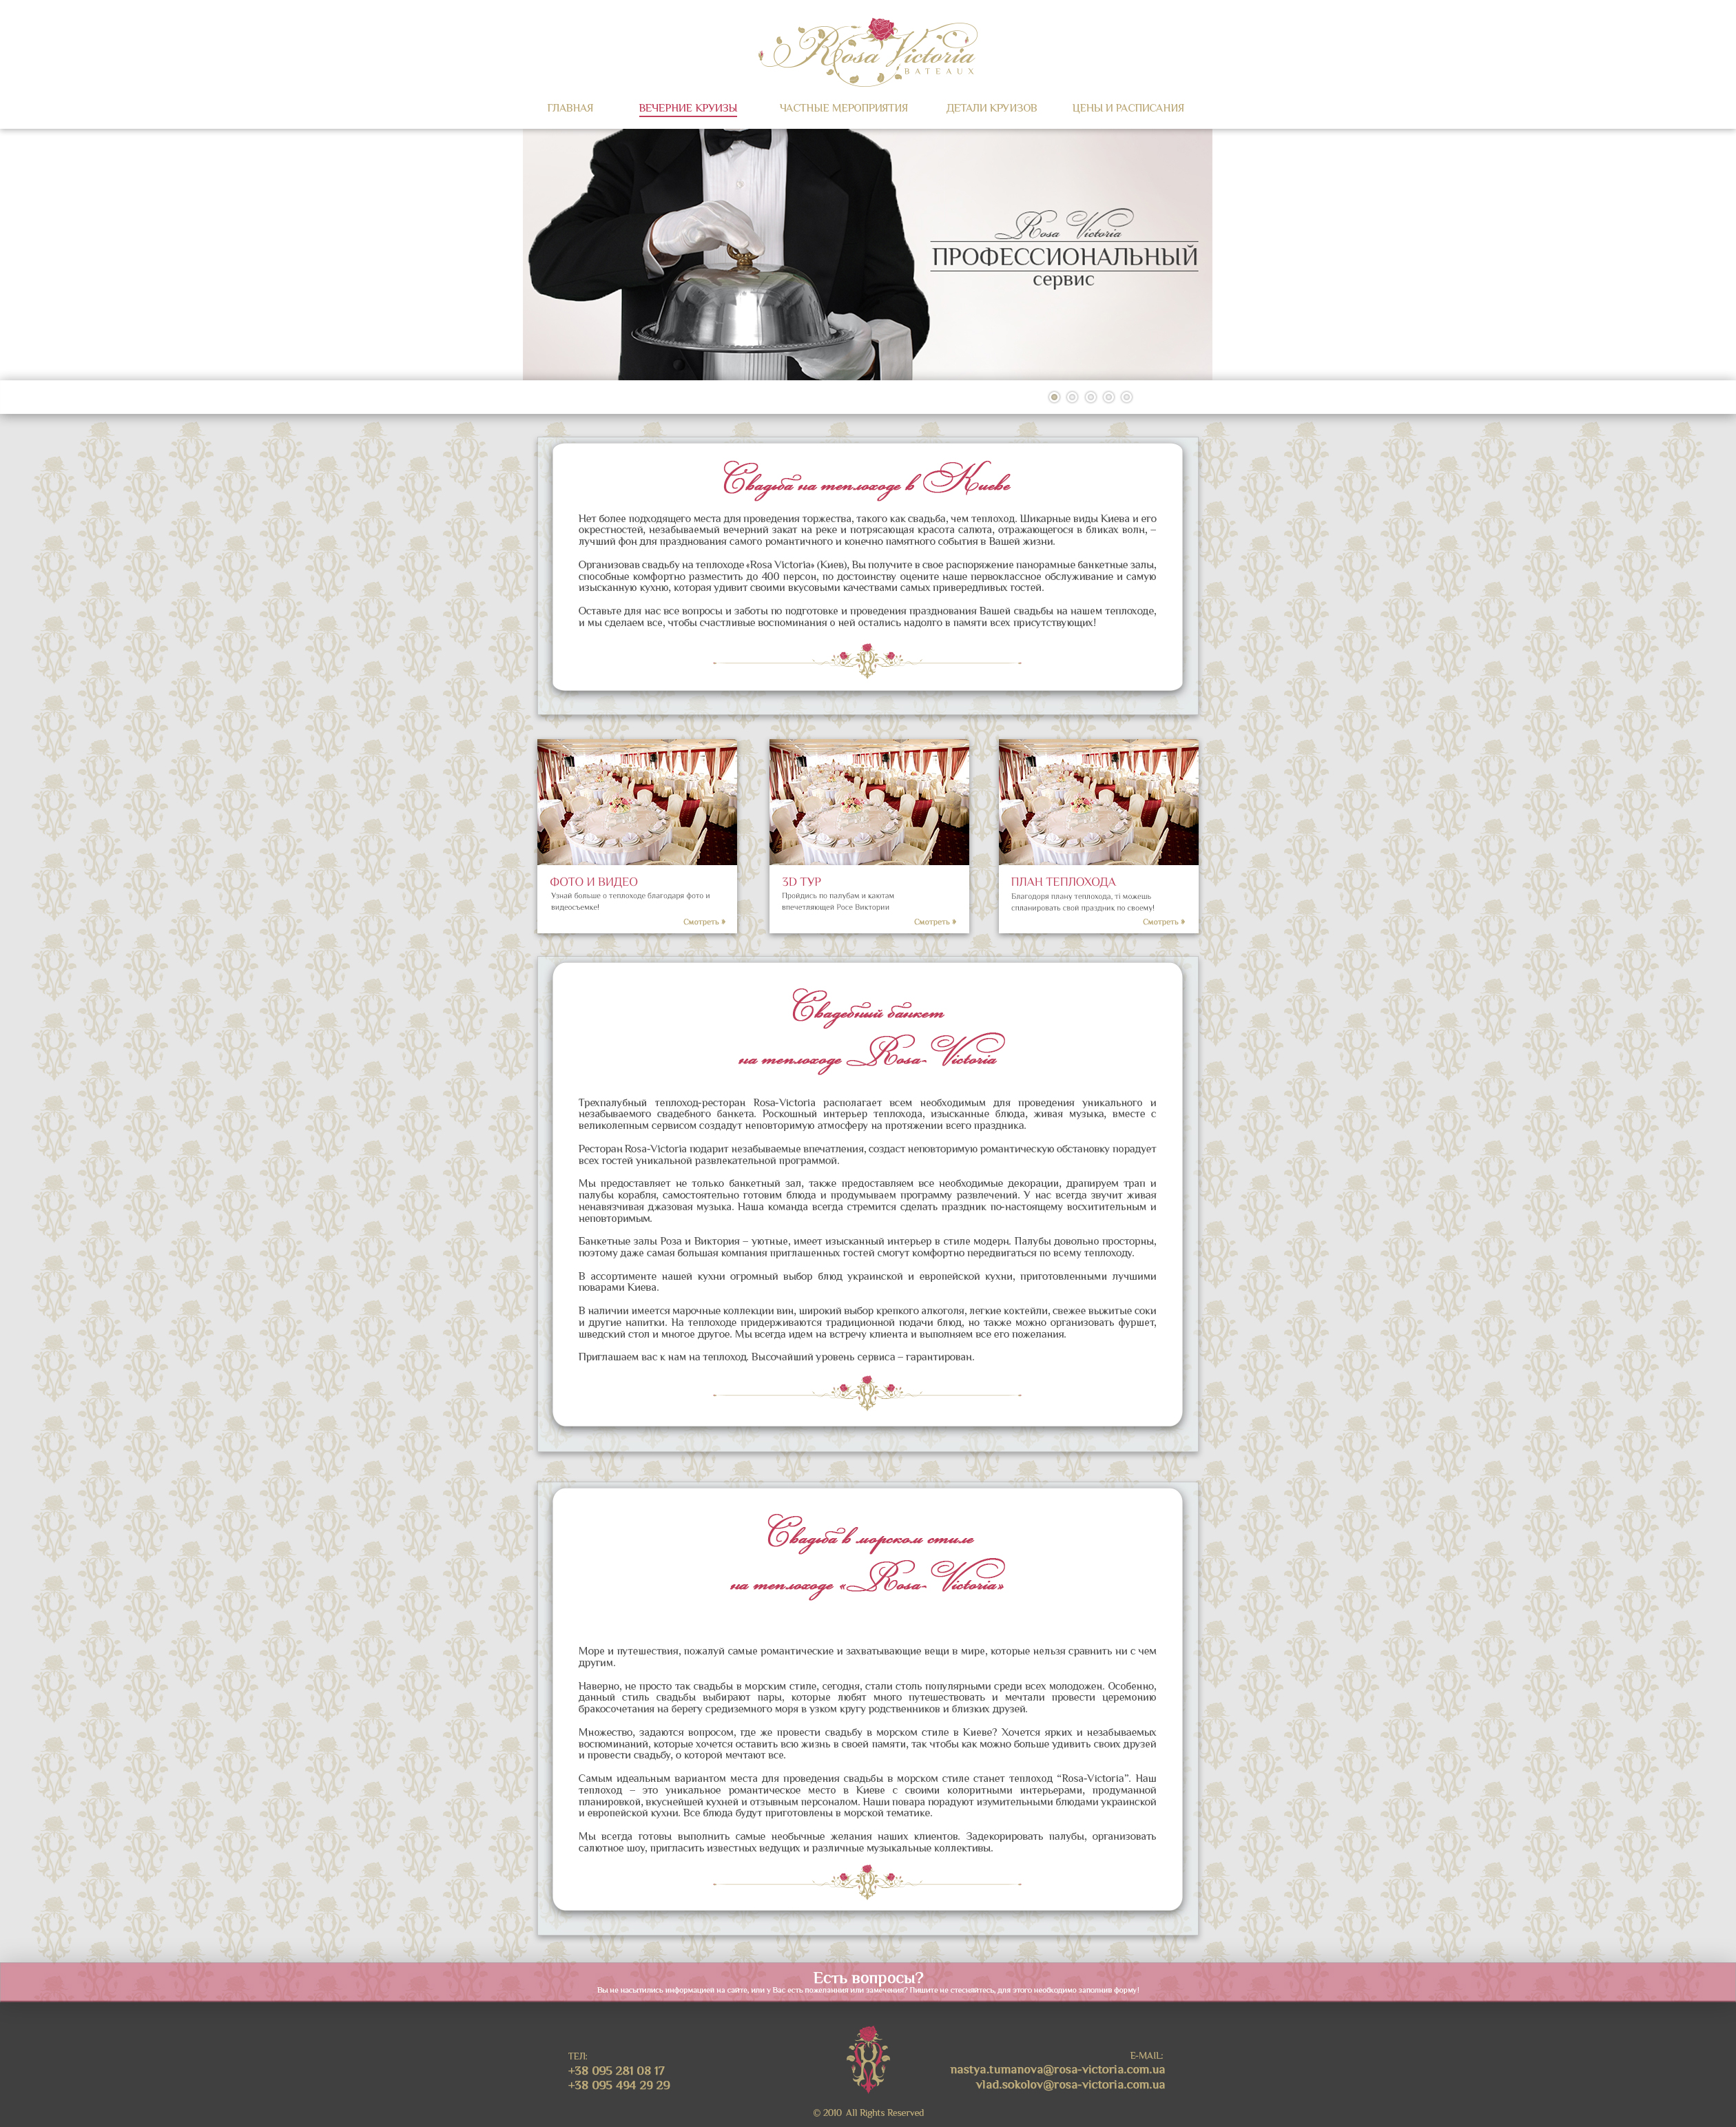 Rosa Victoria
BATEAUX
ГЛАВНАЯ
ВЕЧЕРНИЕ КРУИЗЫ
ЧАСТНЫЕ МЕРОПРИЯТИЯ
ДЕТАЛИ КРУИЗОВ
ЦЕНЫ И РАСПИСАНИЯ
Rosa Victoria
ПРОФЕССИОНАЛЬНЫЙ
сервис
Свадьба на теплоходе в Киеве
Нет более подходящего места для проведения торжества, такого как свадьба, чем теплоход. Шикарные виды Киева и его
окрестностей, незабываемый вечерний закат на реке и потрясающая красота салюта, отражающегося в бликах волн, –
лучший фон для празднования самого романтичного и конечно памятного события в Вашей жизни.
Организовав свадьбу на теплоходе «Rosa Victoria» (Киев), Вы получите в свое распоряжение панорамные банкетные залы,
способные комфортно разместить до 400 персон, по достоинству оцените наше первоклассное обслуживание и самую
изысканную кухню, которая удивит своими вкусовыми качествами самых привередливых гостей.
Оставьте для нас все вопросы и заботы по подготовке и проведения празднования Вашей свадьбы на нашем теплоходе,
и мы сделаем все, чтобы счастливые воспоминания о ней остались надолго в памяти всех присутствующих!
ФОТО И ВИДЕО
Узнай больше о теплоходе благодаря фото и
видеосъемке!
Смотреть »
3D ТУР
Пройдись по палубам и каютам
впечетляющей Росе Виктории
Смотреть »
ПЛАН ТЕПЛОХОДА
Благодоря плану теплохода, ті можешь
спланировать свой праздник по своему!
Смотреть »
Свадебный банкет
на теплоходе Rosa- Victoria
Трехпалубный теплоход-ресторан Rosa-Victoria располагает всем необходимым для проведения уникального и
незабываемого свадебного банкета. Роскошный интерьер теплохода, изысканные блюда, живая музыка, вместе с
великолепным сервисом создадут неповторимую атмосферу на протяжении всего праздника.
Ресторан Rosa-Victoria подарит незабываемые впечатления, создаст неповторимую романтическую обстановку порадует
всех гостей уникальной развлекательной программой.
Мы предоставляет не только банкетный зал, также предоставляем все необходимые декорации, драпируем трап и
палубы корабля, самостоятельно готовим блюда и продумываем программу развлечений. У нас всегда звучит живая
ненавязчивая джазовая музыка. Наша команда всегда стремится сделать праздник по-настоящему восхитительным и
неповторимым.
Банкетные залы Роза и Виктория – уютные, имеет изысканный интерьер в стиле модерн. Палубы довольно просторны,
поэтому даже самая большая компания приглашенных гостей смогут комфортно передвигаться по всему теплоходу.
В ассортименте нашей кухни огромный выбор блюд украинской и европейской кухни, приготовленными лучшими
поварами Киева.
В наличии имеется марочные коллекции вин, широкий выбор крепкого алкоголя, легкие коктейли, свежее выжитые соки
и другие напитки. На теплоходе придерживаются традиционной подачи блюд, но также можно организовать фуршет,
шведский стол и многое другое. Мы всегда идем на встречу клиента и выполняем все его пожелания.
Приглашаем вас к нам на теплоход. Высочайший уровень сервиса – гарантирован.
Свадьба в морском стиле
на теплоходе «Rosa- Victoria»
Море и путешествия, пожалуй самые романтические и захватывающие вещи в мире, которые нельзя сравнить ни с чем
другим.
Наверно, не просто так свадьбы в морским стиле, сегодня, стали столь популярными среди всех молодожен. Особенно,
данный стиль свадьбы выбирают пары, которые любят много путешествовать и мечтали провести церемонию
бракосочетания на берегу средиземного моря в узком кругу родственников и близких друзей.
Множество, задаются вопросом, где же провести свадьбу в морском стиле в Киеве? Хочется ярких и незабываемых
воспоминаний, которые хочется оставить всю жизнь в своей памяти, так чтобы как можно больше удивить своих друзей
и провести свадьбу, о которой мечтают все.
Самым идеальным вариантом места для проведения свадьбы в морском стиле станет теплоход “Rosa-Victoria”. Наш
теплоход – это уникальное романтическое место в Киеве с своими колоритными интерьерами, продуманной
планировкой, вкуснейшей кухней и отзывным персоналом. Наши повара порадуют изумительными блюдами украинской
и европейской кухни. Все блюда будут приготовлены в морской тематике.
Мы всегда готовы выполнить самые необычные желания наших клиентов. Задекорировать палубы, организовать
салютное шоу, пригласить известных ведущих и различные музыкальные коллективы.
Есть вопросы?
Вы не насытились информацией на сайте, или у Вас есть пожелания или замечения? Пишите не стесняйтесь, для этого необходимо заполнив форму!
ТЕЛ:
+38 095 281 08 17
+38 095 494 29 29
E-MAIL:
nastya.tumanova@rosa-victoria.com.ua
vlad.sokolov@rosa-victoria.com.ua
© 2010 All Rights Reserved